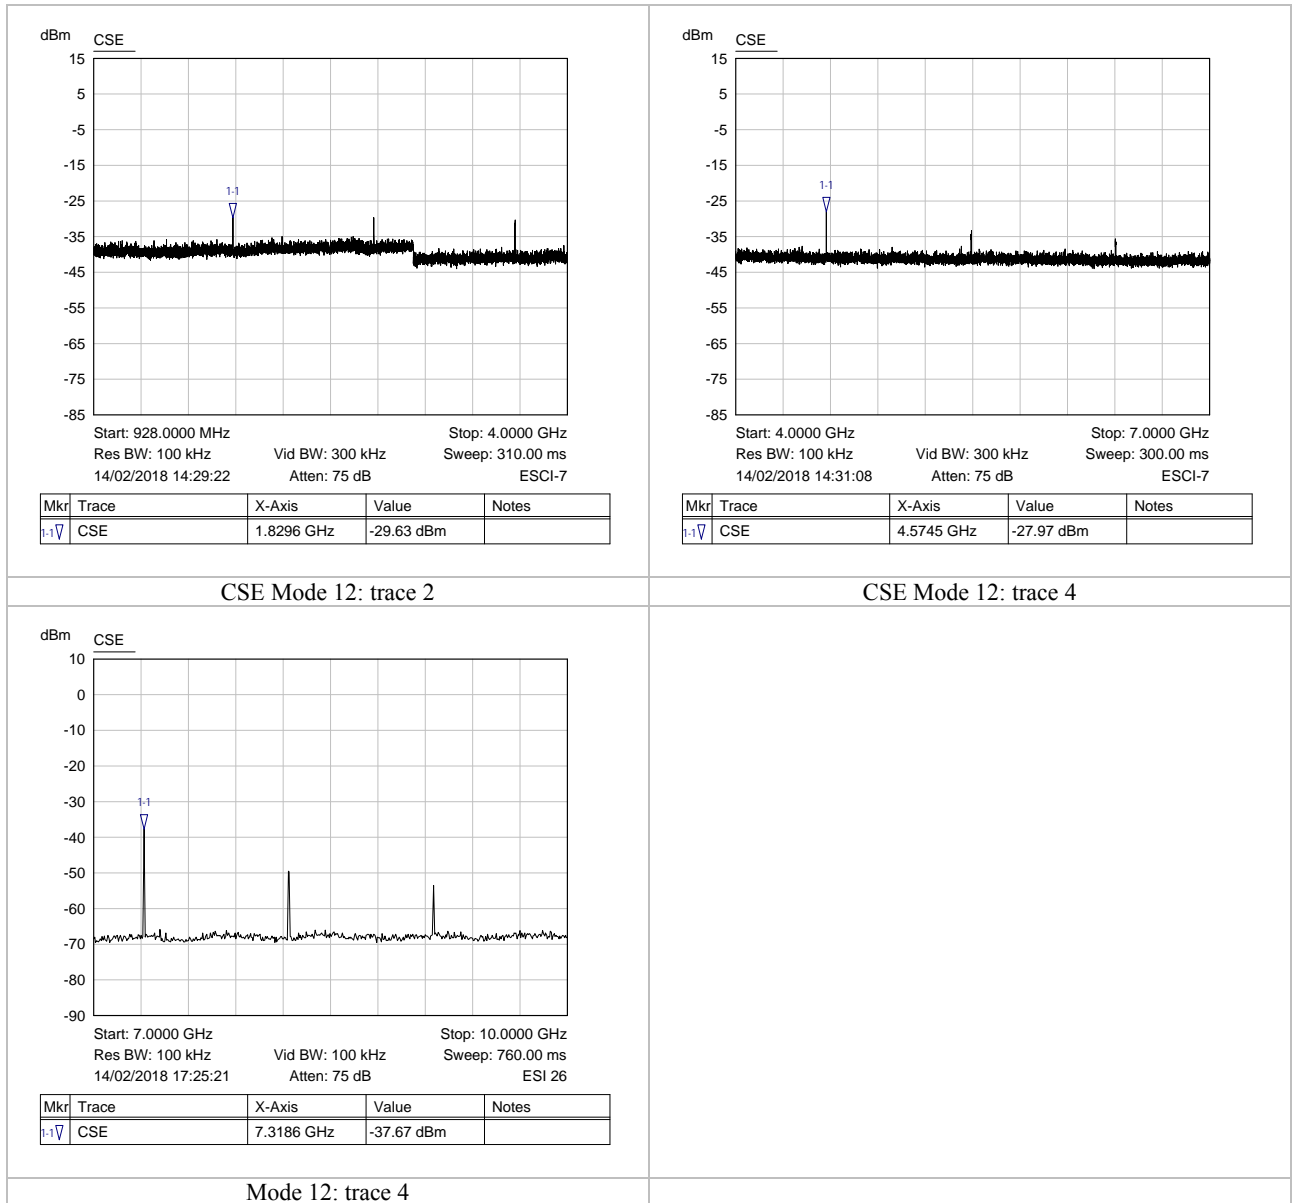 dBm CSE
15
5
-5
-15
-25
-35
-45
-55
-65
-75
-85
1-1
Start: 928.0000 MHz Stop: 4.0000 GHz
Res BW: 100 kHz Vid BW: 300 kHz Sweep: 310.00 ms
14/02/2018 14:29:22 Atten: 75 dB ESCI-7
Mkr Trace X-Axis Value Notes
1-1 CSE 1.8296 GHz -29.63 dBm
CSE Mode 12: trace 2
dBm CSE
15
5
-5
-15
-25
-35
-45
-55
-65
-75
-85
1-1
Start: 4.0000 GHz Stop: 7.0000 GHz
Res BW: 100 kHz Vid BW: 300 kHz Sweep: 300.00 ms
14/02/2018 14:31:08 Atten: 75 dB ESCI-7
Mkr Trace X-Axis Value Notes
1-1 CSE 4.5745 GHz -27.97 dBm
CSE Mode 12: trace 4
dBm CSE
10
0
-10
-20
-30
-40
-50
-60
-70
-80
-90
1-1
Start: 7.0000 GHz Stop: 10.0000 GHz
Res BW: 100 kHz Vid BW: 100 kHz Sweep: 760.00 ms
14/02/2018 17:25:21 Atten: 75 dB ESI 26
Mkr Trace X-Axis Value Notes
1-1 CSE 7.3186 GHz -37.67 dBm
Mode 12: trace 4